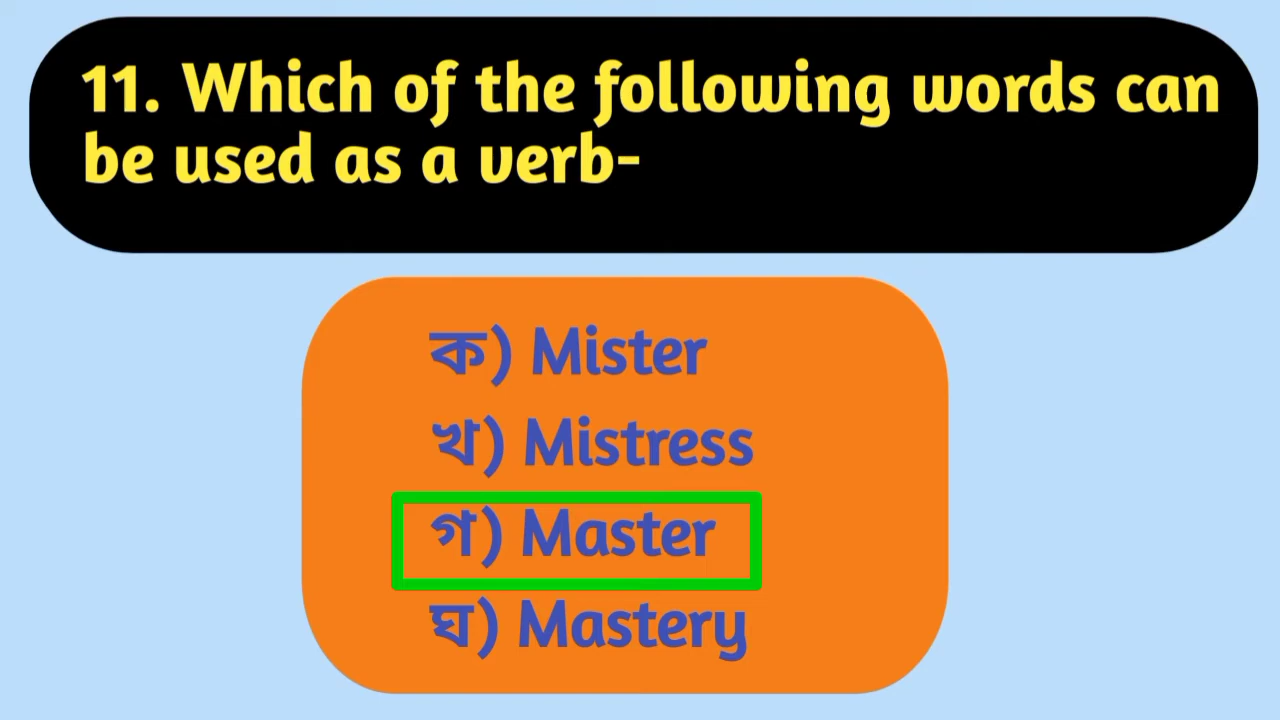 11. Which of the following words can
be used as a verb-
ক) Mister
খ) Mistress
গ) Master
ঘ) Mastery